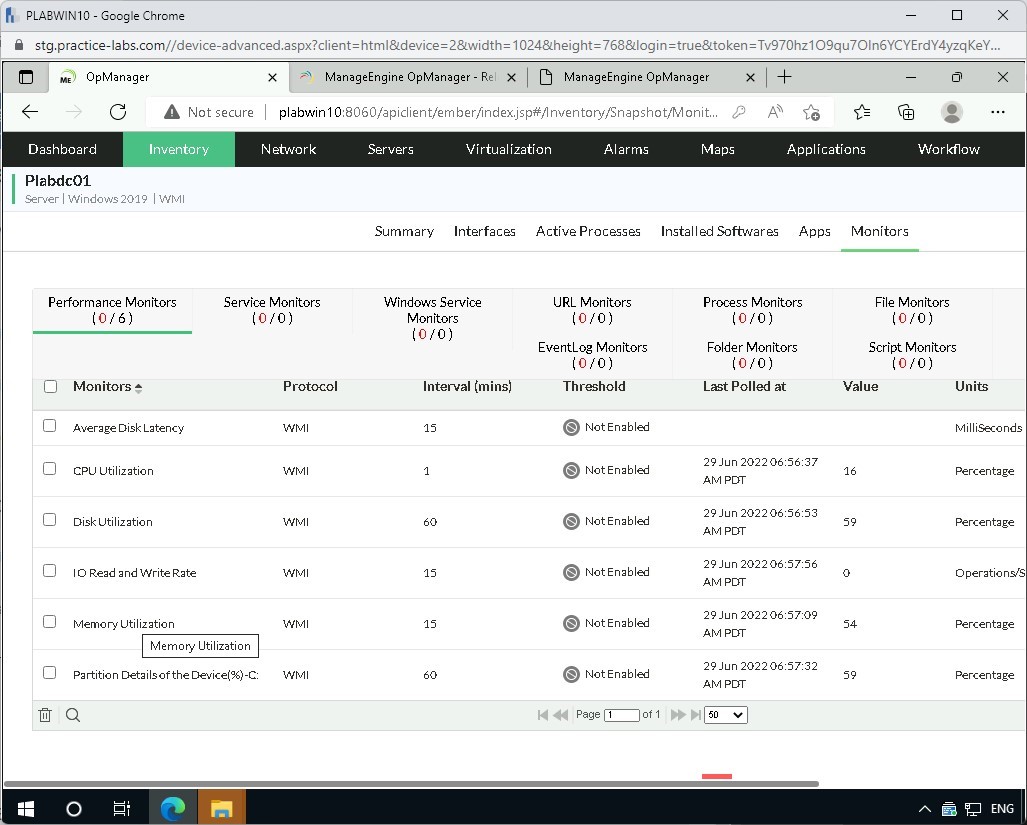 PLABWIN10 - Google Chrome
stg.practice-labs.com//device-advanced.aspx?client=html&device=2&width=1024&height=768&login=true&token=Tv970hz1O9qu7OIn6YCYErdY4yzqKeY...
ME OpManager
ManageEngine OpManager - Rel
ManageEngine OpManager
Not secure
plabwin10:8060/apiclient/ember/index.jsp#/Inventory/Snapshot/Monit...
Dashboard Inventory Network Servers Virtualization Alarms Maps Applications Workflow
Plabdc01
Server | Windows 2019 | WMI
Summary Interfaces Active Processes Installed Softwares Apps Monitors
Performance Monitors
( 0 / 6 )
Service Monitors
( 0 / 0 )
Windows Service
Monitors
( 0 / 0 )
URL Monitors
( 0 / 0 )
Process Monitors
( 0 / 0 )
File Monitors
( 0 / 0 )
EventLog Monitors
( 0 / 0 )
Folder Monitors
( 0 / 0 )
Script Monitors
( 0 / 0 )
Monitors Protocol Interval (mins) Threshold Last Polled at Value Units
Average Disk Latency WMI 15 Not Enabled MilliSeconds
CPU Utilization WMI 1 Not Enabled 29 Jun 2022 06:56:37 AM PDT 16 Percentage
Disk Utilization WMI 60 Not Enabled 29 Jun 2022 06:56:53 AM PDT 59 Percentage
IO Read and Write Rate WMI 15 Not Enabled 29 Jun 2022 06:57:56 AM PDT 0 Operations/S
Memory Utilization WMI 15 Not Enabled 29 Jun 2022 06:57:09 AM PDT 54 Percentage
Memory Utilization
Partition Details of the Device(%)-C: WMI 60 Not Enabled 29 Jun 2022 06:57:32 AM PDT 59 Percentage
Page 1 of 1 50
ENG